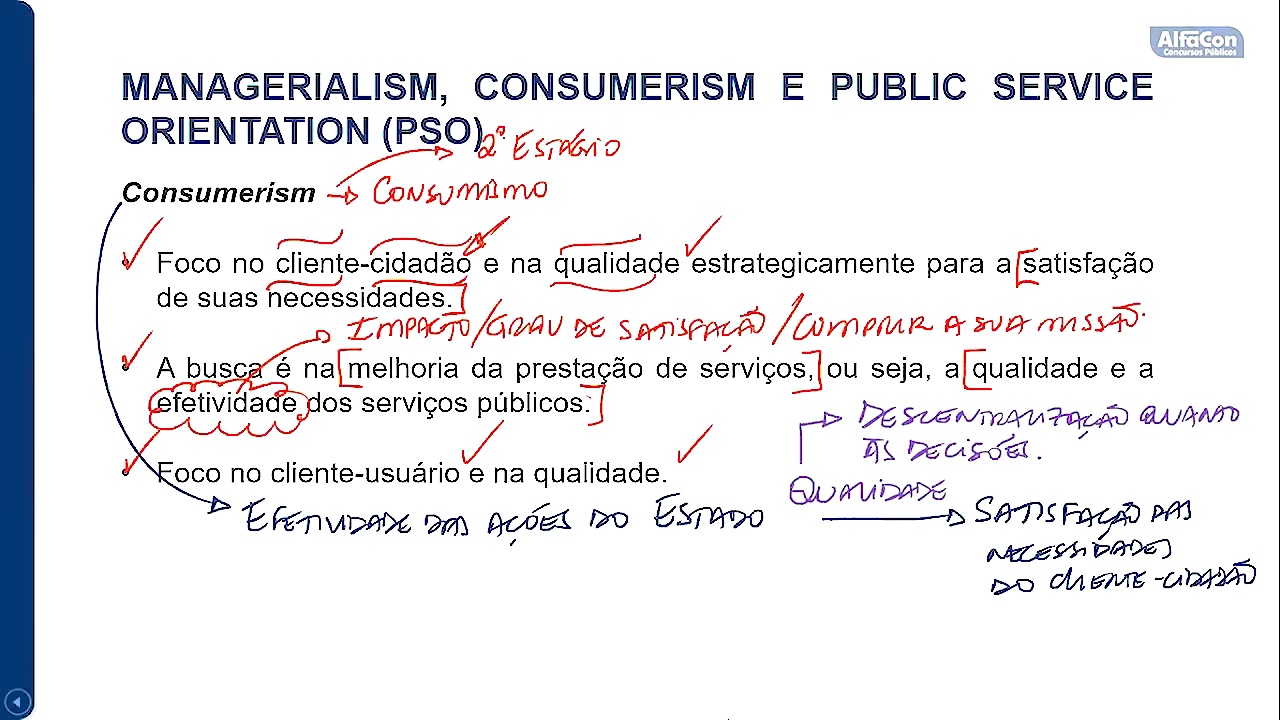 AlfaCon
Concursos Públicos
MANAGERIALISM, CONSUMERISM E PUBLIC SERVICE
ORIENTATION (PSO)
2º ESTÁGIO
Consumerism → CONSUMISMO
• Foco no cliente-cidadão e na qualidade estrategicamente para a satisfação
de suas necessidades.
IMPACTO/GRAU DE SATISFAÇÃO/CUMPRIR A SUA MISSÃO.
• A busca é na melhoria da prestação de serviços, ou seja, a qualidade e a
efetividade dos serviços públicos.
DESCENTRALIZAÇÃO QUANTO
ÀS DECISÕES.
• Foco no cliente-usuário e na qualidade.
QUALIDADE
EFETIVIDADE DAS AÇÕES DO ESTADO → SATISFAÇÃO DAS
NECESSIDADES
DO CLIENTE-CIDADÃO